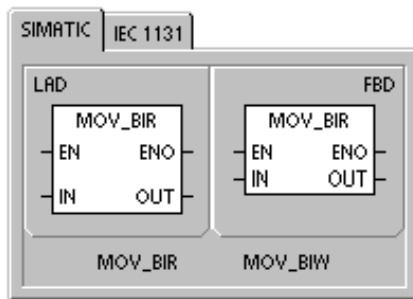 SIMATIC IEC 1131
LAD FBD
MOV_BIR MOV_BIR
EN ENO EN ENO
IN OUT IN OUT
MOV_BIR MOV_BIW